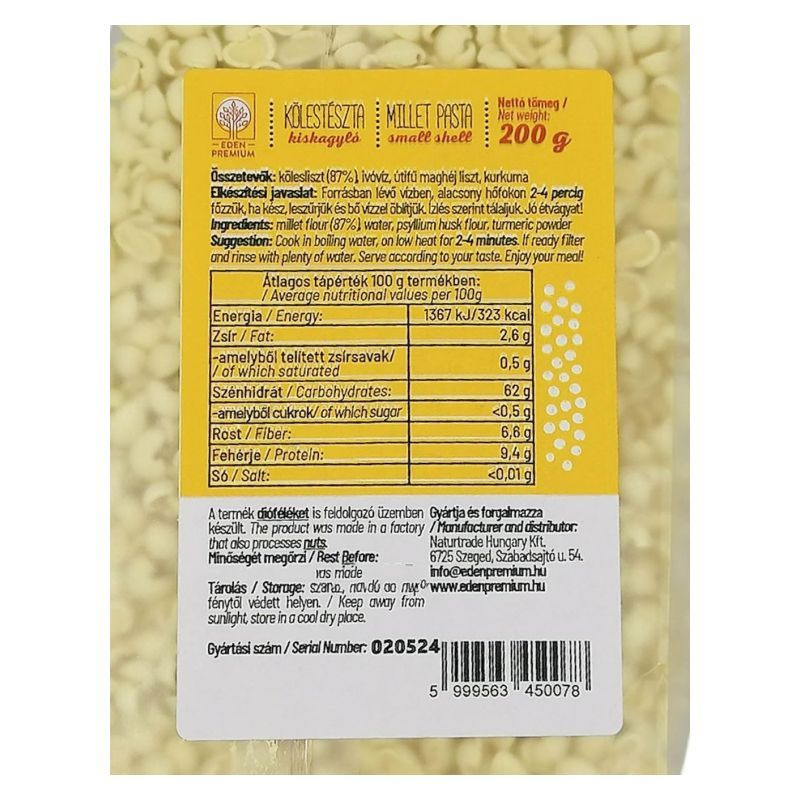 EDEN
PREMIUM
KÖLESTÉSZTA
kiskagyló
MILLET PASTA
small shell
Nettó tömeg /
Net weight:
200 g
Összetevők: kölesliszt (87%), ivóvíz, útifű maghéj liszt, kurkuma
Elkészítési javaslat: Forrásban lévő vízben, alacsony hőfokon 2-4 percig
főzzük, ha kész, leszűrjük és bő vízzel öblítjük. Ízlés szerint tálaljuk. Jó étvágyat!
Ingredients: millet flour (87%), water, psyllium husk flour, turmeric powder
Suggestion: Cook in boiling water, on low heat for 2-4 minutes. If ready filter
and rinse with plenty of water. Serve according to your taste. Enjoy your meal!
Átlagos tápérték 100 g termékben:
/ Average nutritional values per 100g
Energia / Energy: 1367 kJ/323 kcal
Zsír / Fat: 2,6 g
-amelyből telített zsírsavak/
/ of which saturated 0,5 g
Szénhidrát / Carbohydrates: 62 g
-amelyből cukrok/ of which sugar <0,5 g
Rost / Fiber: 6,6 g
Fehérje / Protein: 9,4 g
Só / Salt: <0,01 g
A termék dióféléket is feldolgozó üzemben
készült. The product was made in a factory
that also processes nuts.
Minőségét megőrzi / Best Before:
was made
Tárolás / Storage:
fénytől védett helyen. / Keep away from
sunlight, store in a cool dry place.
Gyártja és forgalmazza
/ Manufacturer and distributor:
Naturtrade Hungary Kft.
6725 Szeged, Szabadsajtó u. 54.
info@edenpremium.hu
www.edenpremium.hu
Gyártási szám / Serial Number: 020524
5 999563 450078